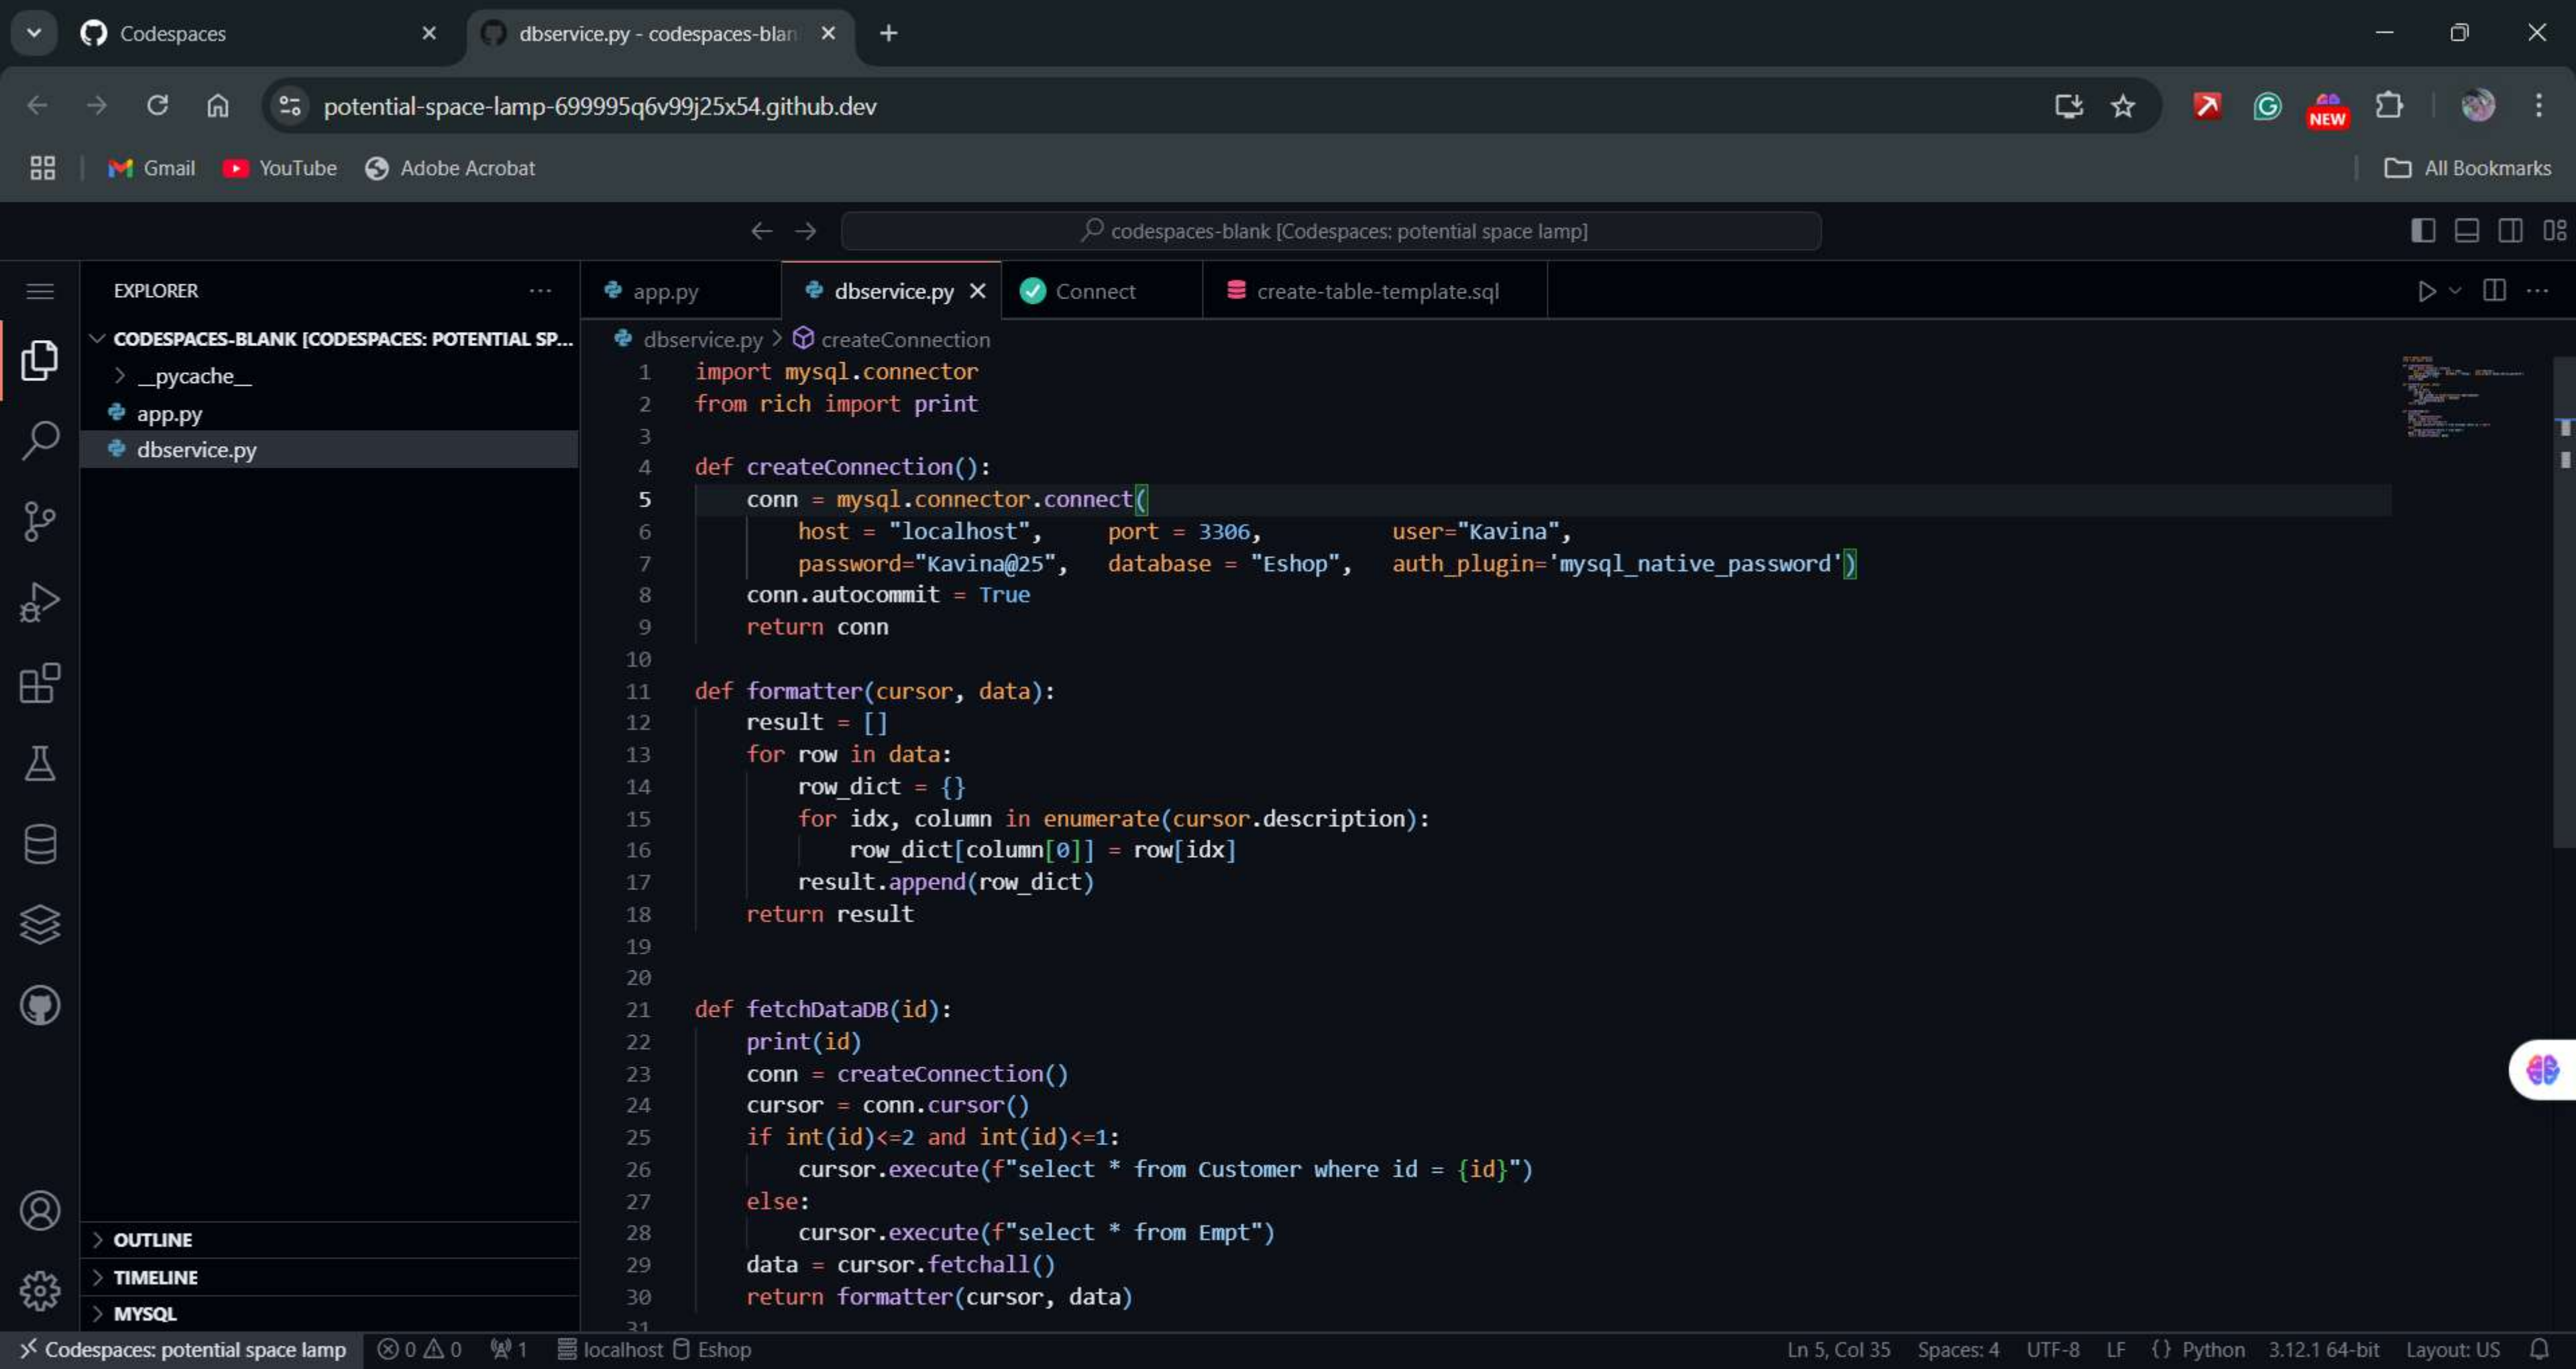 Codespaces
dbservice.py - codespaces-blan
potential-space-lamp-699995q6v99j25x54.github.dev
NEW
Gmail
YouTube
Adobe Acrobat
All Bookmarks
codespaces-blank [Codespaces: potential space lamp]
EXPLORER
CODESPACES-BLANK [CODESPACES: POTENTIAL SP...
__pycache__
app.py
dbservice.py
app.py
dbservice.py
Connect
create-table-template.sql
dbservice.py > createConnection
1 import mysql.connector
2 from rich import print
3
4 def createConnection():
5 conn = mysql.connector.connect(
6 host = "localhost", port = 3306, user="Kavina",
7 password="Kavina@25", database = "Eshop", auth_plugin='mysql_native_password')
8 conn.autocommit = True
9 return conn
10
11 def formatter(cursor, data):
12 result = []
13 for row in data:
14 row_dict = {}
15 for idx, column in enumerate(cursor.description):
16 row_dict[column[0]] = row[idx]
17 result.append(row_dict)
18 return result
19
20
21 def fetchDataDB(id):
22 print(id)
23 conn = createConnection()
24 cursor = conn.cursor()
25 if int(id)<=2 and int(id)<=1:
26 cursor.execute(f"select * from Customer where id = {id}")
27 else:
28 cursor.execute(f"select * from Empt")
29 data = cursor.fetchall()
30 return formatter(cursor, data)
31
OUTLINE
TIMELINE
MYSQL
Codespaces: potential space lamp
0 0
1
localhost
Eshop
Ln 5, Col 35
Spaces: 4
UTF-8
LF
{} Python
3.12.1 64-bit
Layout: US